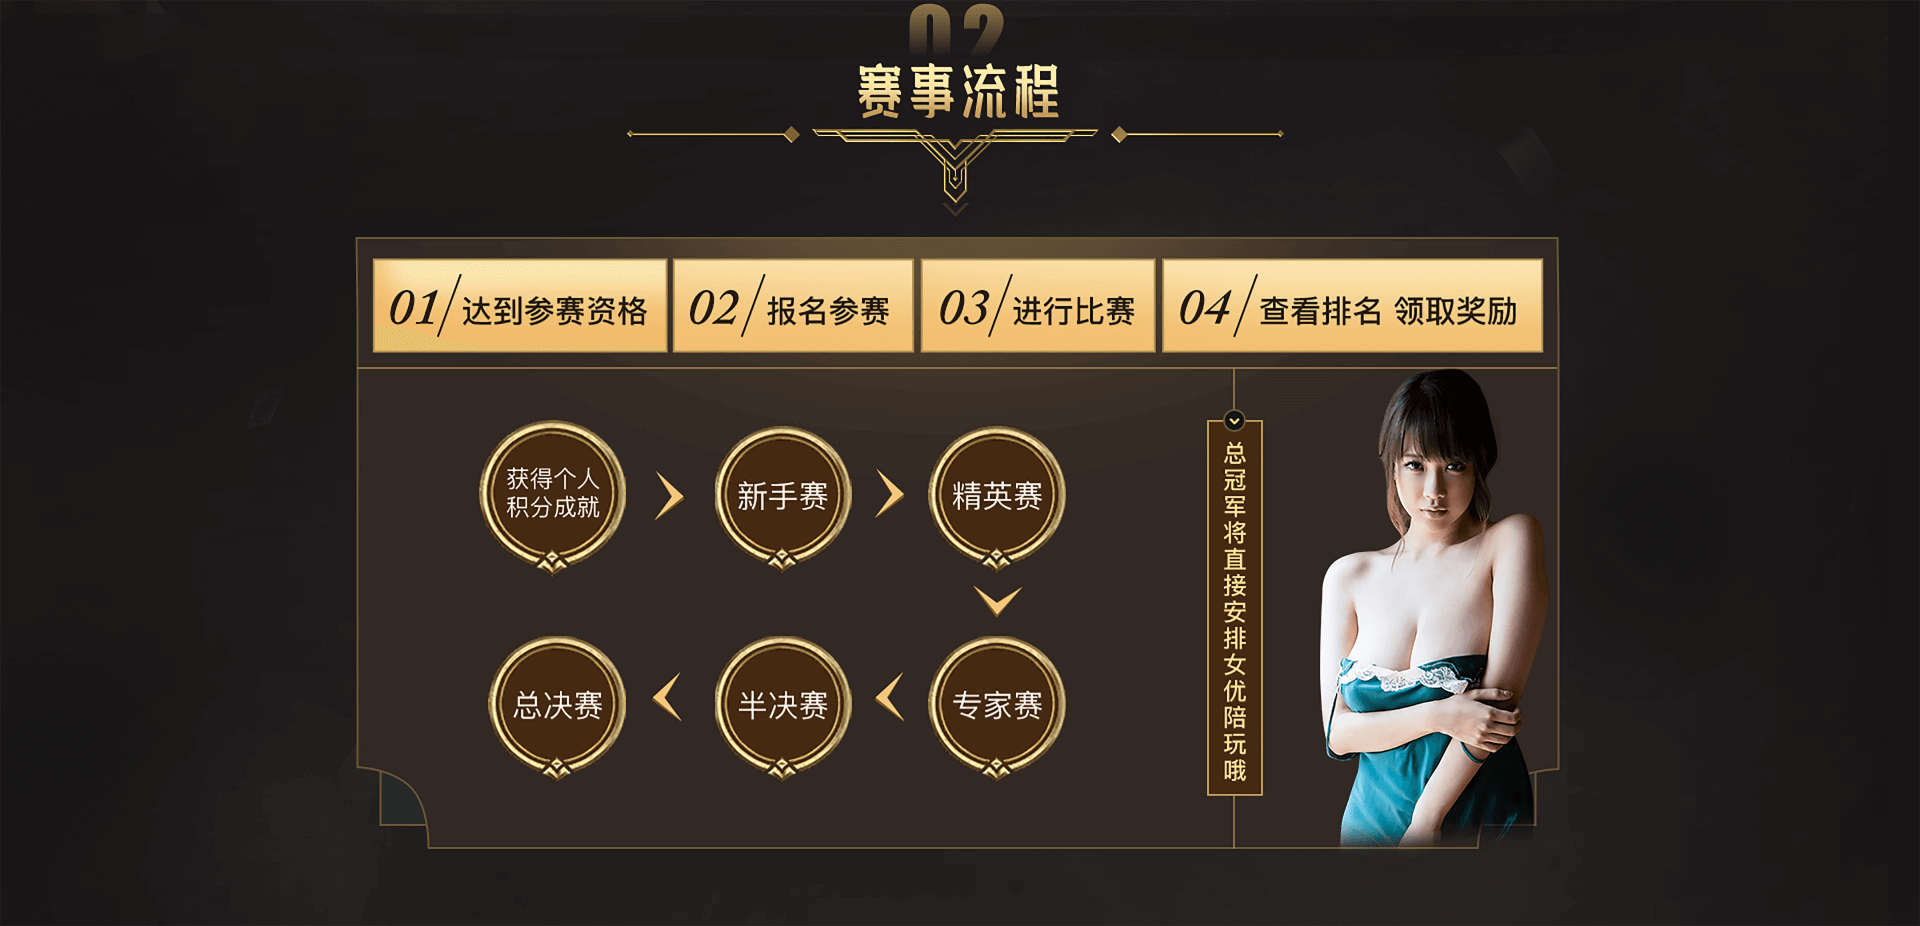 02
赛事流程
01/达到参赛资格
02/报名参赛
03/进行比赛
04/查看排名 领取奖励
获得个人
积分成就
新手赛
精英赛
专家赛
半决赛
总决赛
总冠军将直接安排女优陪玩哦